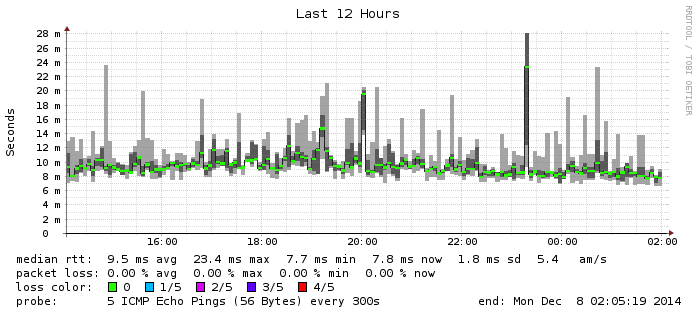 Last 12 Hours
RRDTOOL / TOBI OETIKER
Seconds
28 m
26 m
24 m
22 m
20 m
18 m
16 m
14 m
12 m
10 m
8 m
6 m
4 m
2 m
0
16:00 18:00 20:00 22:00 00:00 02:00
median rtt: 9.5 ms avg 23.4 ms max 7.7 ms min 7.8 ms now 1.8 ms sd 5.4 am/s
packet loss: 0.00 % avg 0.00 % max 0.00 % min 0.00 % now
loss color: 0 1/5 2/5 3/5 4/5
probe: 5 ICMP Echo Pings (56 Bytes) every 300s end: Mon Dec 8 02:05:19 2014